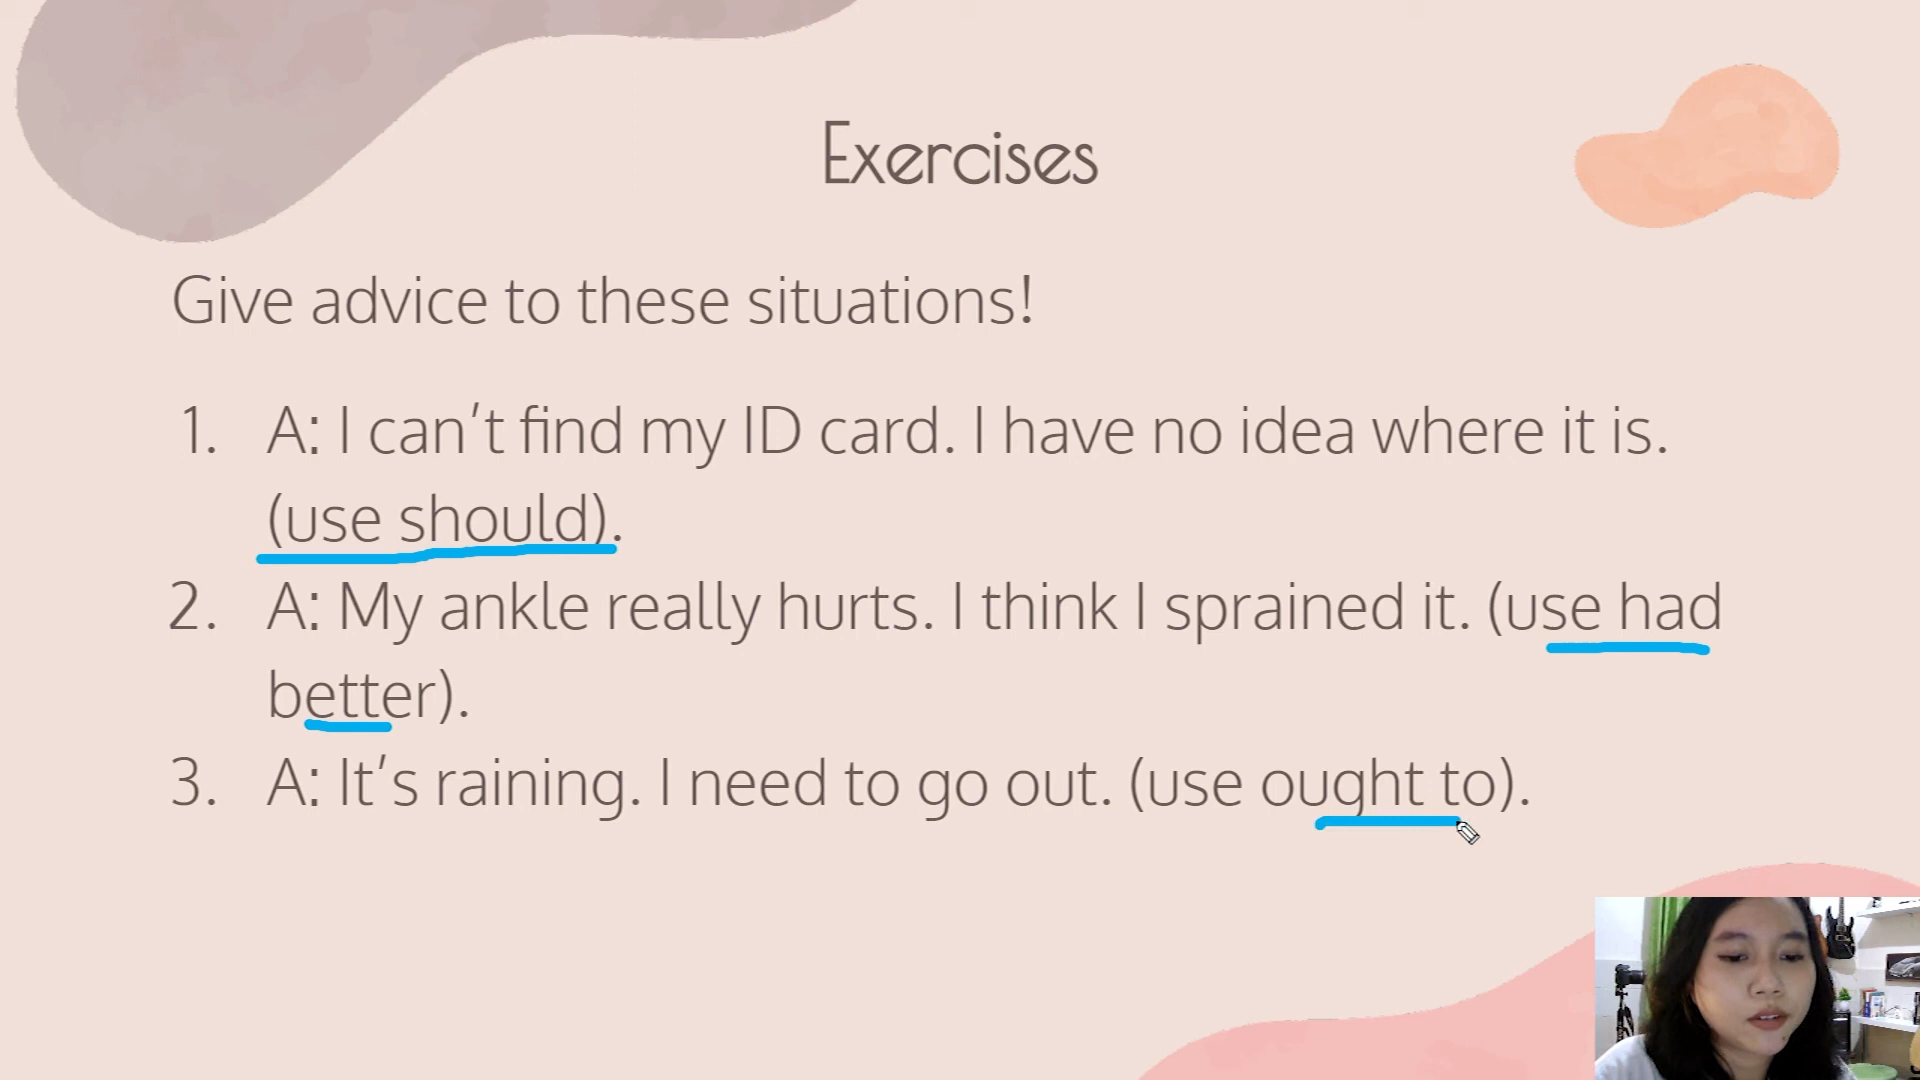 Exercises
Give advice to these situations!
1. A: I can't find my ID card. I have no idea where it is.
(use should).
2. A: My ankle really hurts. I think I sprained it. (use had
better).
3. A: It's raining. I need to go out. (use ought to).